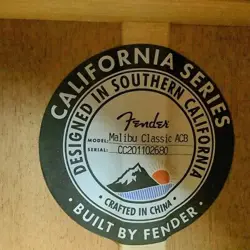 CALIFORNIA SERIES
DESIGNED IN SOUTHERN CALIFORNIA
Fender
MODEL: Malibu Classic ACB
SERIAL: CC201102680
• CRAFTED IN CHINA •
• BUILT BY FENDER •